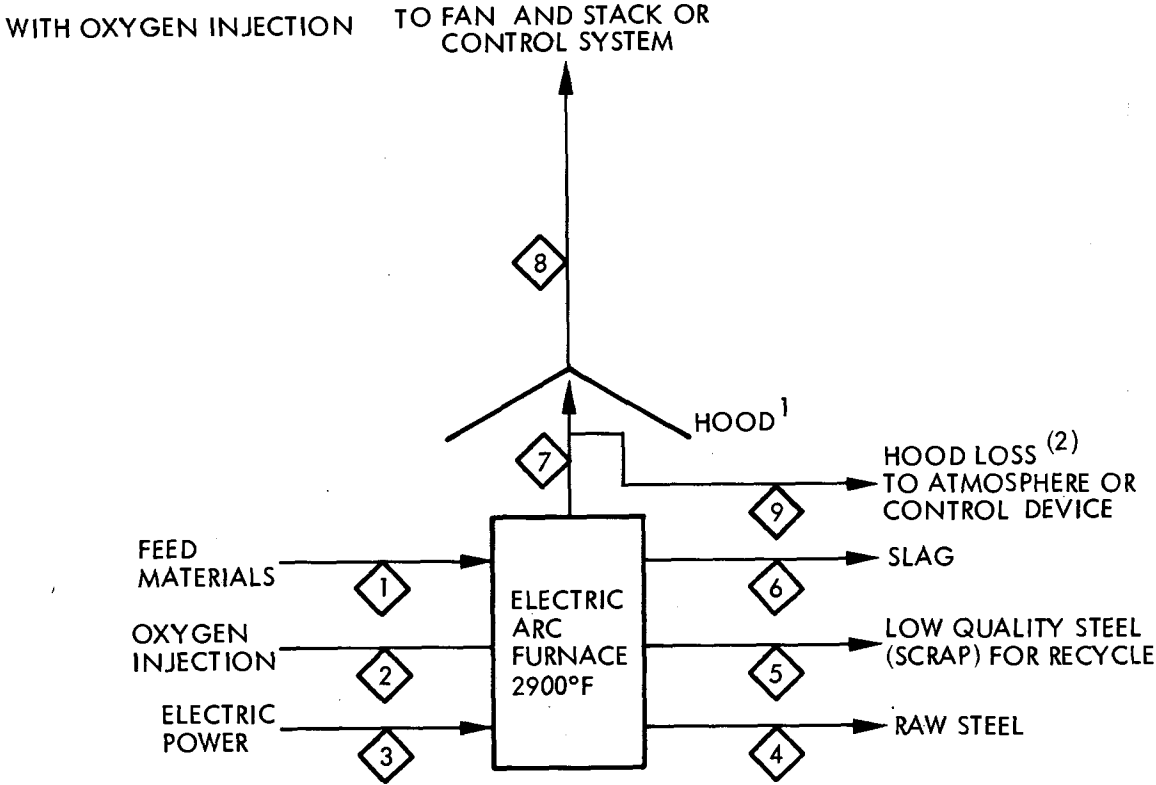 WITH OXYGEN INJECTION
TO FAN AND STACK OR
CONTROL SYSTEM
8
HOOD1
7
HOOD LOSS (2)
TO ATMOSPHERE OR
CONTROL DEVICE
9
FEED
MATERIALS
1
SLAG
6
ELECTRIC
ARC
FURNACE
2900°F
OXYGEN
INJECTION
2
LOW QUALITY STEEL
(SCRAP) FOR RECYCLE
5
ELECTRIC
POWER
3
RAW STEEL
4